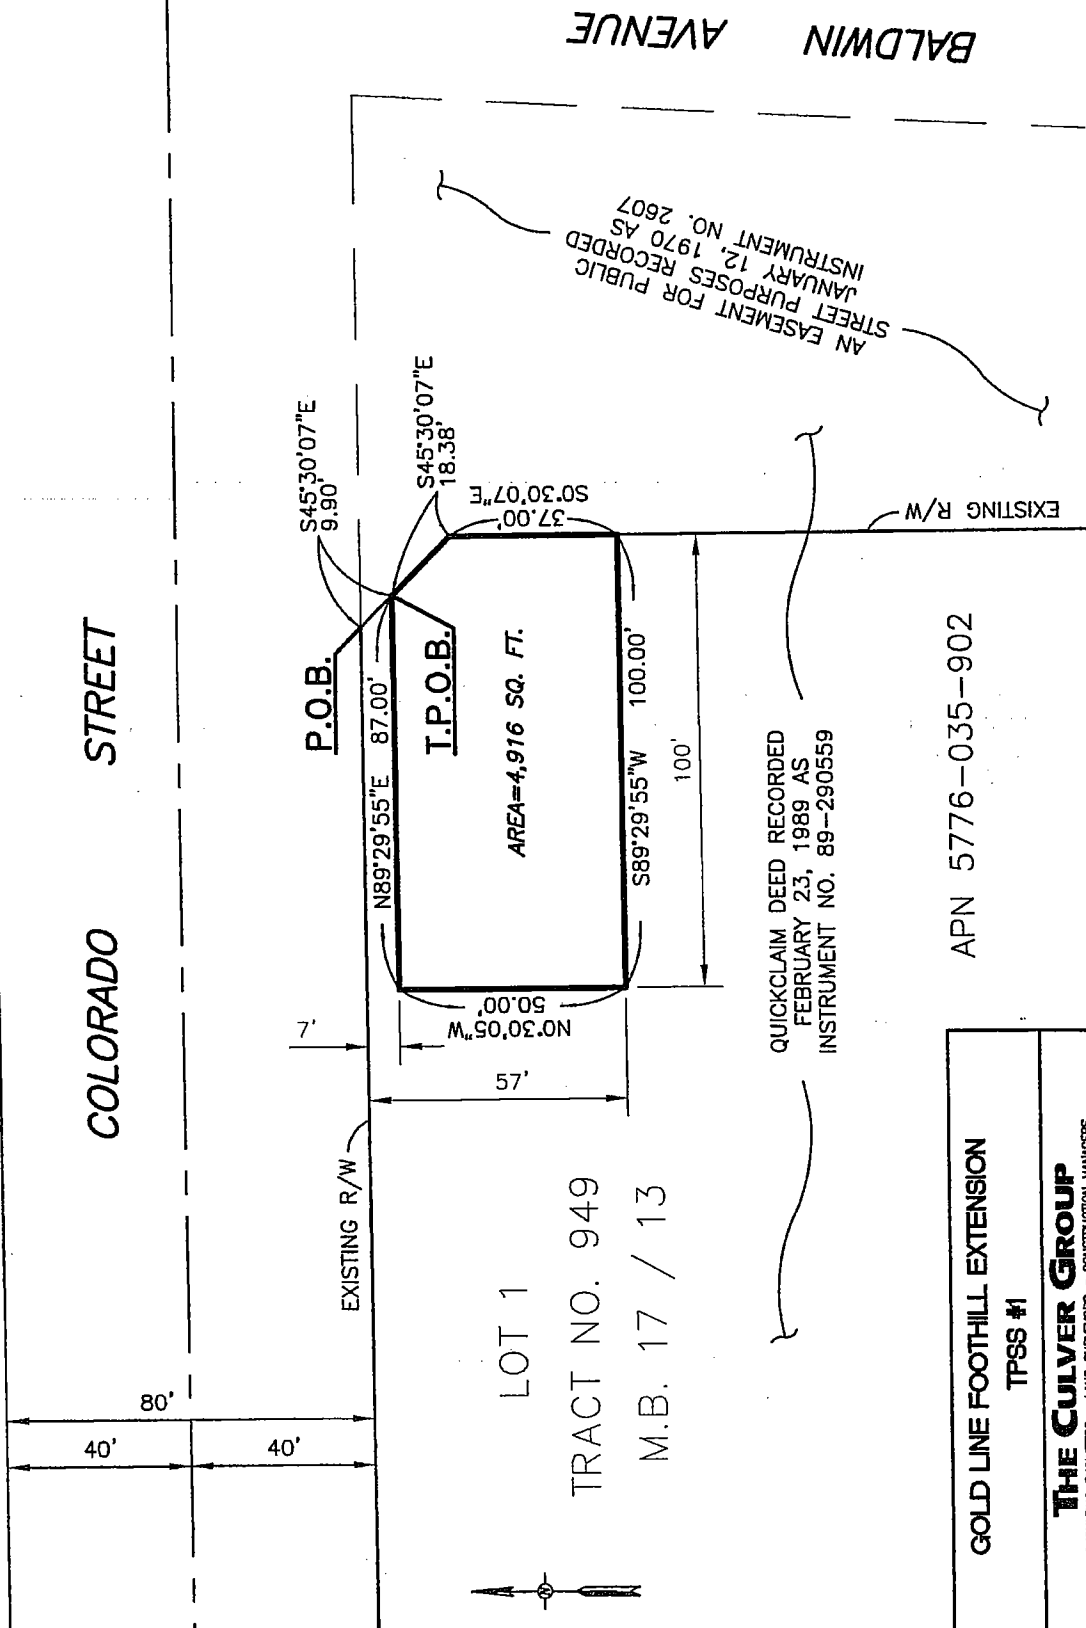 BALDWIN AVENUE
COLORADO STREET
AN EASEMENT FOR PUBLIC
STREET PURPOSES RECORDED
JANUARY 12, 1970 AS
INSTRUMENT NO. 2607
S45°30'07"E
9.90'
S45°30'07"E
18.38'
P.O.B.
T.P.O.B.
N89°29'55"E 87.00'
S0°30'07"E
37.00'
AREA=4,916 SQ. FT.
S89°29'55"W 100.00'
N0°30'05"W
50.00'
100'
7'
57'
EXISTING R/W
EXISTING R/W
80'
40'
40'
QUICKCLAIM DEED RECORDED
FEBRUARY 23, 1989 AS
INSTRUMENT NO. 89-290559
APN 5776-035-902
LOT 1
TRACT NO. 949
M.B. 17 / 13
N
GOLD LINE FOOTHILL EXTENSION
TPSS #1
THE CULVER GROUP